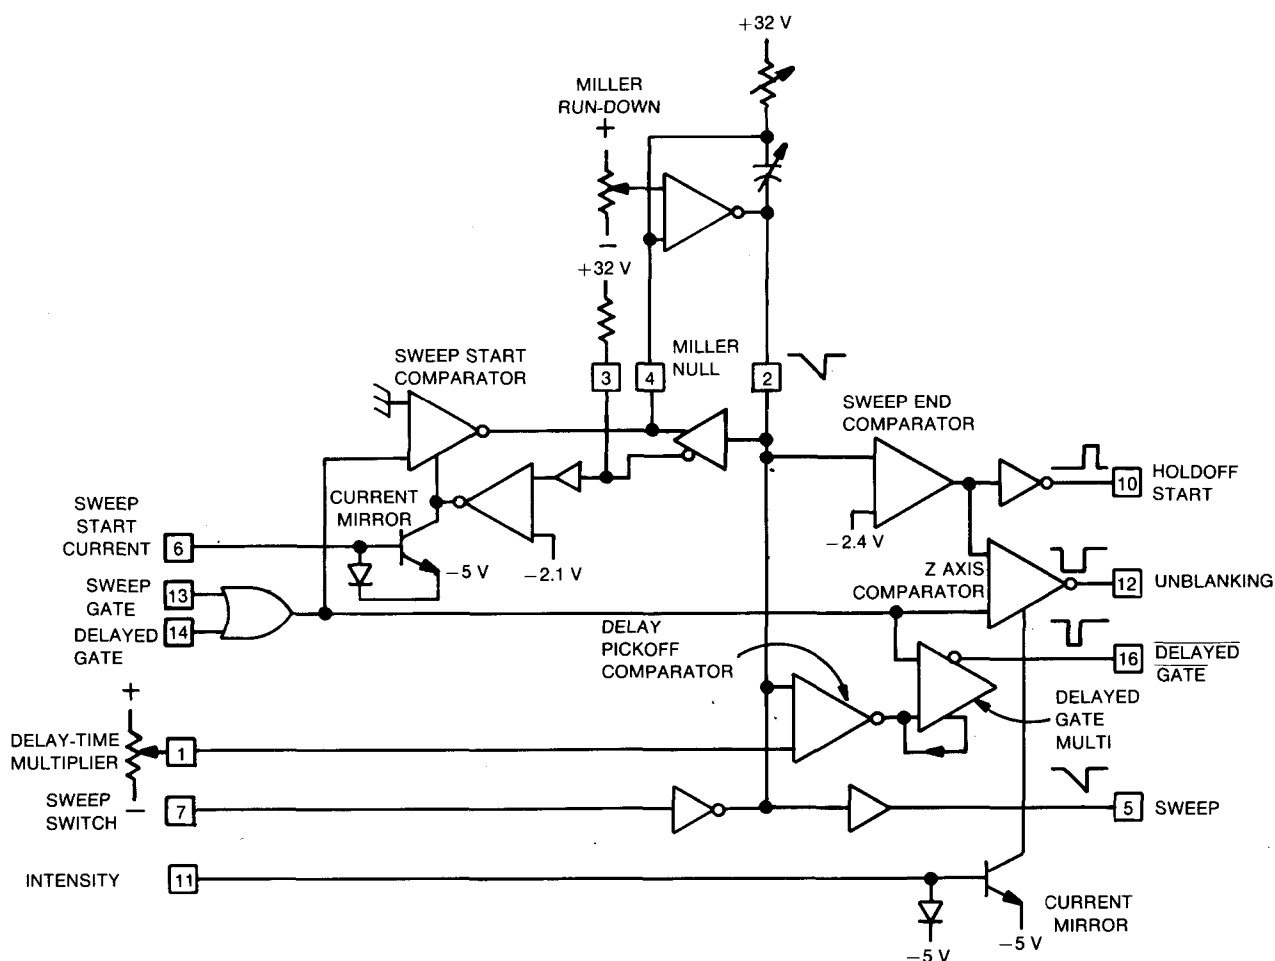 +32 V
MILLER
RUN-DOWN
+
−
+32 V
SWEEP START
COMPARATOR
3
4
MILLER
NULL
2
SWEEP END
COMPARATOR
10
HOLDOFF
START
CURRENT
MIRROR
SWEEP
START
CURRENT
6
−5 V
−2.1 V
−2.4 V
Z AXIS
COMPARATOR
12
UNBLANKING
SWEEP
GATE
13
DELAYED
GATE
14
DELAY
PICKOFF
COMPARATOR
16
DELAYED
GATE
DELAYED
GATE
MULTI
+
DELAY-TIME
MULTIPLIER
1
−
SWEEP
SWITCH
7
5
SWEEP
INTENSITY
11
CURRENT
MIRROR
−5 V
−5 V